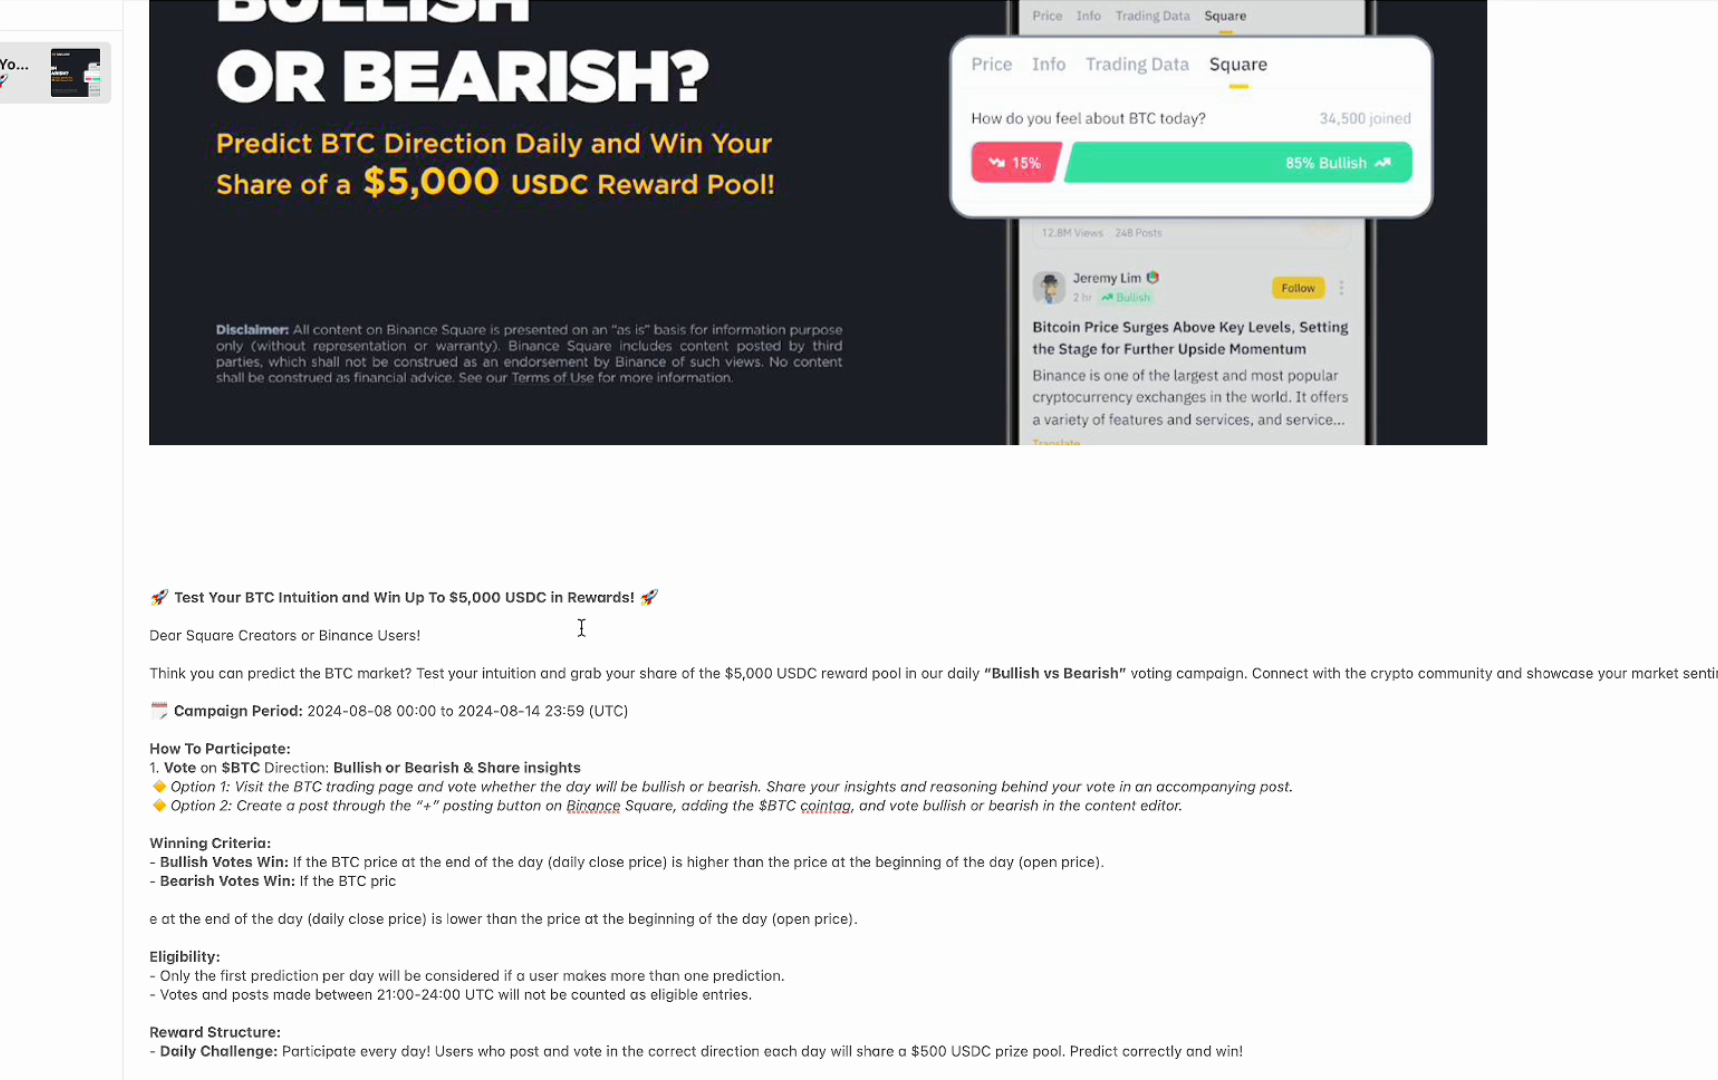 BULLISH
OR BEARISH?
Predict BTC Direction Daily and Win Your
Share of a $5,000 USDC Reward Pool!
Disclaimer: All content on Binance Square is presented on an "as is" basis for information purpose
only (without representation or warranty). Binance Square includes content posted by third
parties, which shall not be construed as an endorsement by Binance of such views. No content
shall be construed as financial advice. See our Terms of Use for more information.
Price Info Trading Data Square
Price Info Trading Data Square
How do you feel about BTC today? 34,500 joined
15% 85% Bullish
12.8M Views 248 Posts
Jeremy Lim
2 hr Bullish
Follow
Bitcoin Price Surges Above Key Levels, Setting
the Stage for Further Upside Momentum
Binance is one of the largest and most popular
cryptocurrency exchanges in the world. It offers
a variety of features and services, and service...
Translate
Yo...
🚀 Test Your BTC Intuition and Win Up To $5,000 USDC in Rewards! 🚀
Dear Square Creators or Binance Users!
Think you can predict the BTC market? Test your intuition and grab your share of the $5,000 USDC reward pool in our daily “Bullish vs Bearish” voting campaign. Connect with the crypto community and showcase your market senti
🗓️ Campaign Period: 2024-08-08 00:00 to 2024-08-14 23:59 (UTC)
How To Participate:
1. Vote on $BTC Direction: Bullish or Bearish & Share insights
🔸 Option 1: Visit the BTC trading page and vote whether the day will be bullish or bearish. Share your insights and reasoning behind your vote in an accompanying post.
🔸 Option 2: Create a post through the “+” posting button on Binance Square, adding the $BTC cointag, and vote bullish or bearish in the content editor.
Winning Criteria:
- Bullish Votes Win: If the BTC price at the end of the day (daily close price) is higher than the price at the beginning of the day (open price).
- Bearish Votes Win: If the BTC pric
e at the end of the day (daily close price) is lower than the price at the beginning of the day (open price).
Eligibility:
- Only the first prediction per day will be considered if a user makes more than one prediction.
- Votes and posts made between 21:00-24:00 UTC will not be counted as eligible entries.
Reward Structure:
- Daily Challenge: Participate every day! Users who post and vote in the correct direction each day will share a $500 USDC prize pool. Predict correctly and win!